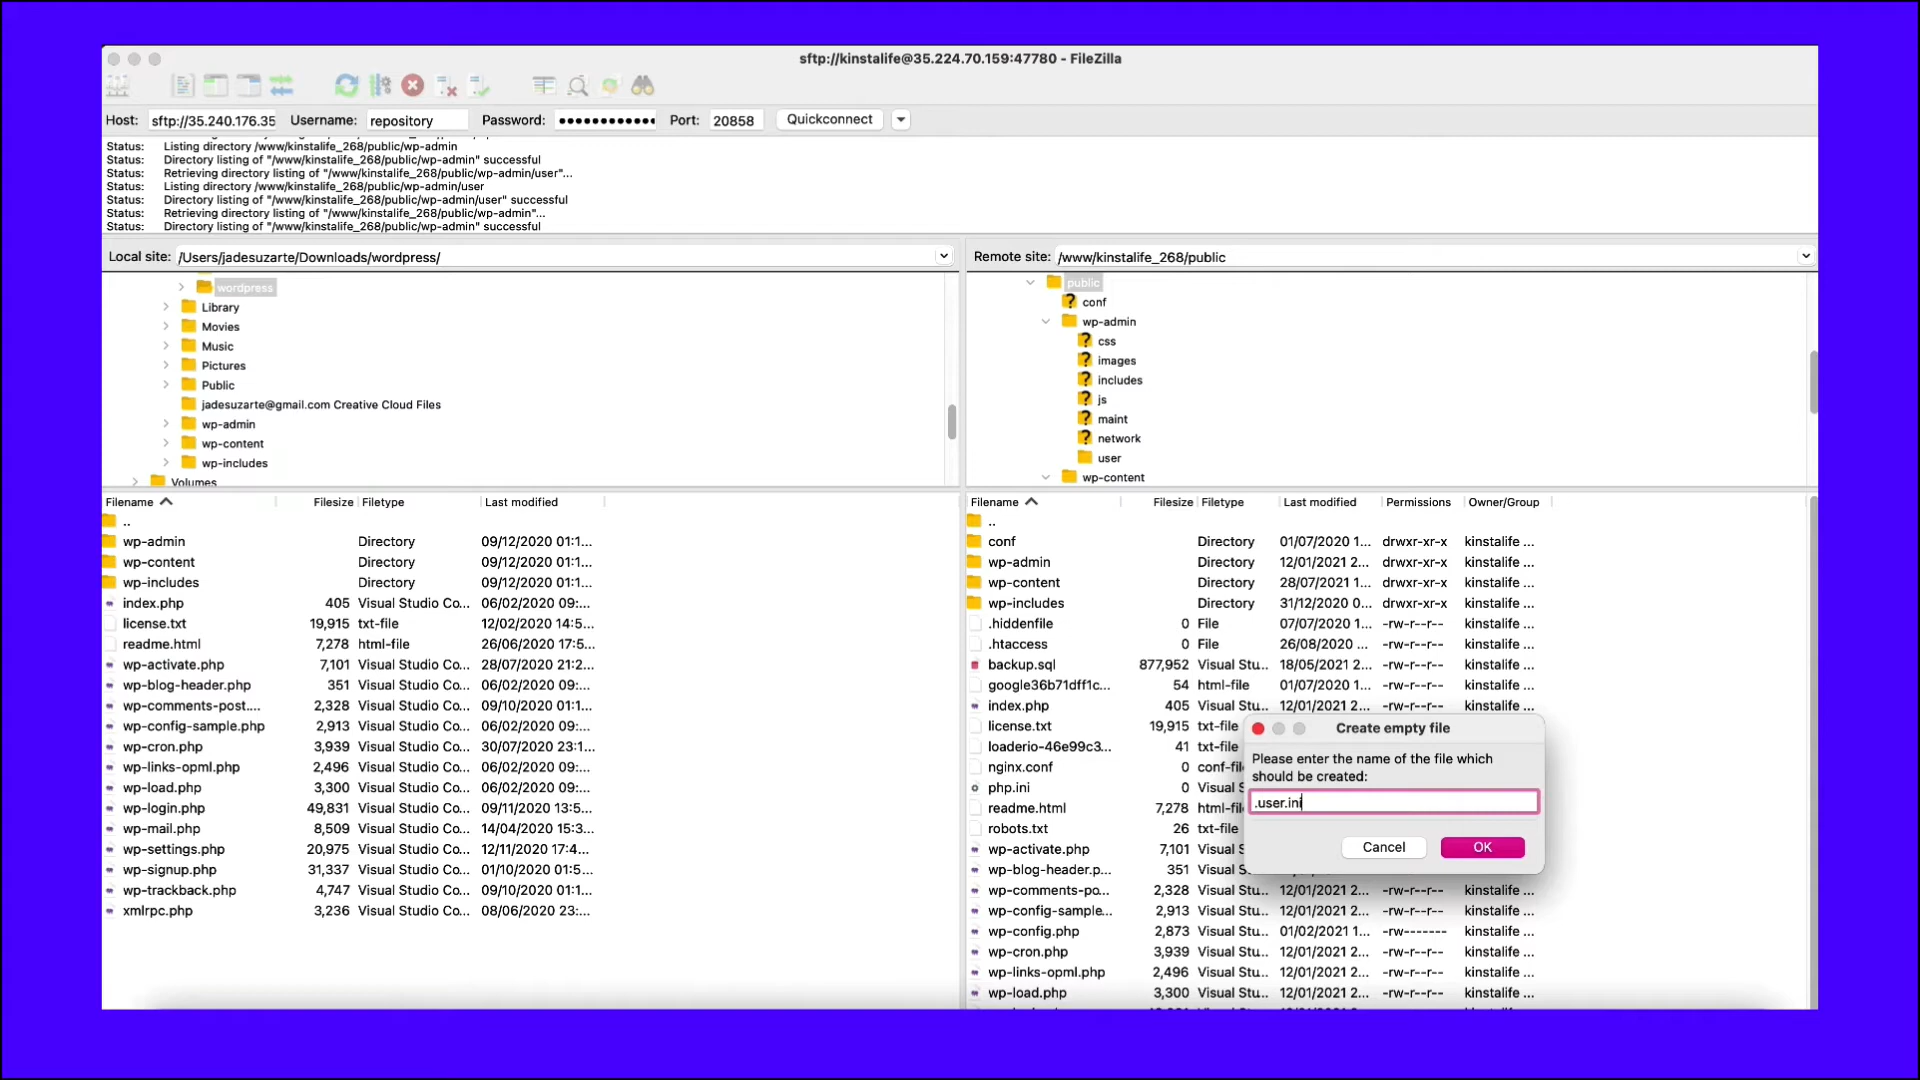 sftp://kinstalife@35.224.70.159:47780 - FileZilla
Host: sftp://35.240.176.35 Username: repository Password: ●●●●●●●●●●●● Port: 20858 Quickconnect
Status: Listing directory /www/kinstalife_268/public/wp-admin
Status: Directory listing of "/www/kinstalife_268/public/wp-admin" successful
Status: Retrieving directory listing of "/www/kinstalife_268/public/wp-admin/user"...
Status: Listing directory /www/kinstalife_268/public/wp-admin/user
Status: Directory listing of "/www/kinstalife_268/public/wp-admin/user" successful
Status: Retrieving directory listing of "/www/kinstalife_268/public/wp-admin"...
Status: Directory listing of "/www/kinstalife_268/public/wp-admin" successful
Local site: /Users/jadesuzarte/Downloads/wordpress/
wordpress
Library
Movies
Music
Pictures
Public
jadesuzarte@gmail.com Creative Cloud Files
wp-admin
wp-content
wp-includes
Volumes
Filename Filesize Filetype Last modified
..
wp-admin Directory 09/12/2020 01:1...
wp-content Directory 09/12/2020 01:1...
wp-includes Directory 09/12/2020 01:1...
index.php 405 Visual Studio Co... 06/02/2020 09:...
license.txt 19,915 txt-file 12/02/2020 14:5...
readme.html 7,278 html-file 26/06/2020 17:5...
wp-activate.php 7,101 Visual Studio Co... 28/07/2020 21:2...
wp-blog-header.php 351 Visual Studio Co... 06/02/2020 09:...
wp-comments-post.... 2,328 Visual Studio Co... 09/10/2020 01:1...
wp-config-sample.php 2,913 Visual Studio Co... 06/02/2020 09:...
wp-cron.php 3,939 Visual Studio Co... 30/07/2020 23:1...
wp-links-opml.php 2,496 Visual Studio Co... 06/02/2020 09:...
wp-load.php 3,300 Visual Studio Co... 06/02/2020 09:...
wp-login.php 49,831 Visual Studio Co... 09/11/2020 13:5...
wp-mail.php 8,509 Visual Studio Co... 14/04/2020 15:3...
wp-settings.php 20,975 Visual Studio Co... 12/11/2020 17:4...
wp-signup.php 31,337 Visual Studio Co... 01/10/2020 01:5...
wp-trackback.php 4,747 Visual Studio Co... 09/10/2020 01:1...
xmlrpc.php 3,236 Visual Studio Co... 08/06/2020 23:...
Remote site: /www/kinstalife_268/public
public
conf
wp-admin
css
images
includes
js
maint
network
user
wp-content
Filename Filesize Filetype Last modified Permissions Owner/Group
..
conf Directory 01/07/2020 1... drwxr-xr-x kinstalife ...
wp-admin Directory 12/01/2021 2... drwxr-xr-x kinstalife ...
wp-content Directory 28/07/2021 1... drwxr-xr-x kinstalife ...
wp-includes Directory 31/12/2020 0... drwxr-xr-x kinstalife ...
.hiddenfile 0 File 07/07/2020 1... -rw-r--r-- kinstalife ...
.htaccess 0 File 26/08/2020 ... -rw-r--r-- kinstalife ...
backup.sql 877,952 Visual Stu... 18/05/2021 2... -rw-r--r-- kinstalife ...
google36b71dff1c... 54 html-file 01/07/2020 1... -rw-r--r-- kinstalife ...
index.php 405 Visual Stu... 12/01/2021 2... -rw-r--r-- kinstalife ...
license.txt 19,915 txt-file
loaderio-46e99c3... 41 txt-file
nginx.conf 0 conf-file
php.ini 0 Visual S
readme.html 7,278 html-file
robots.txt 26 txt-file
wp-activate.php 7,101 Visual S
wp-blog-header.p... 351 Visual S
wp-comments-po... 2,328 Visual Stu... 12/01/2021 2... -rw-r--r-- kinstalife ...
wp-config-sample... 2,913 Visual Stu... 12/01/2021 2... -rw-r--r-- kinstalife ...
wp-config.php 2,873 Visual Stu... 01/02/2021 1... -rw------- kinstalife ...
wp-cron.php 3,939 Visual Stu... 12/01/2021 2... -rw-r--r-- kinstalife ...
wp-links-opml.php 2,496 Visual Stu... 12/01/2021 2... -rw-r--r-- kinstalife ...
wp-load.php 3,300 Visual Stu... 12/01/2021 2... -rw-r--r-- kinstalife ...
Create empty file
Please enter the name of the file which
should be created:
.user.ini
Cancel OK